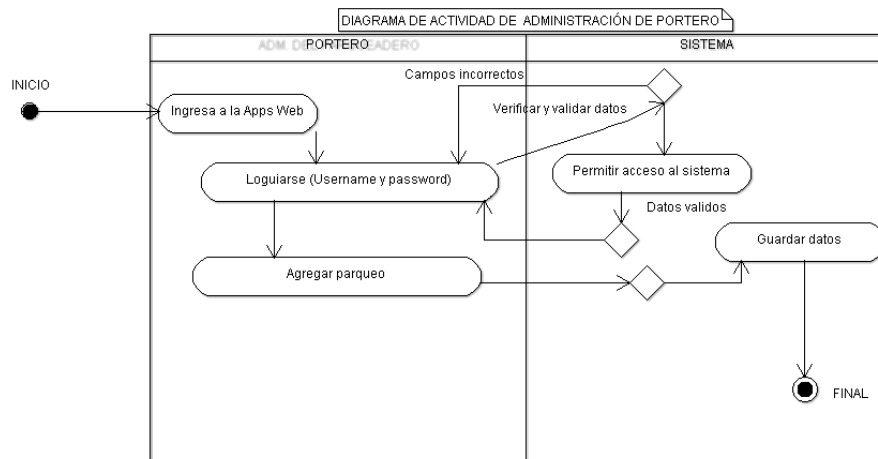 DIAGRAMA DE ACTIVIDAD DE ADMINISTRACIÓN DE PORTERO
PORTERO
SISTEMA
INICIO
Campos incorrectos
Ingresa a la Apps Web
Verificar y validar datos
Loguiarse (Username y password)
Permitir acceso al sistema
Datos validos
Guardar datos
Agregar parqueo
FINAL